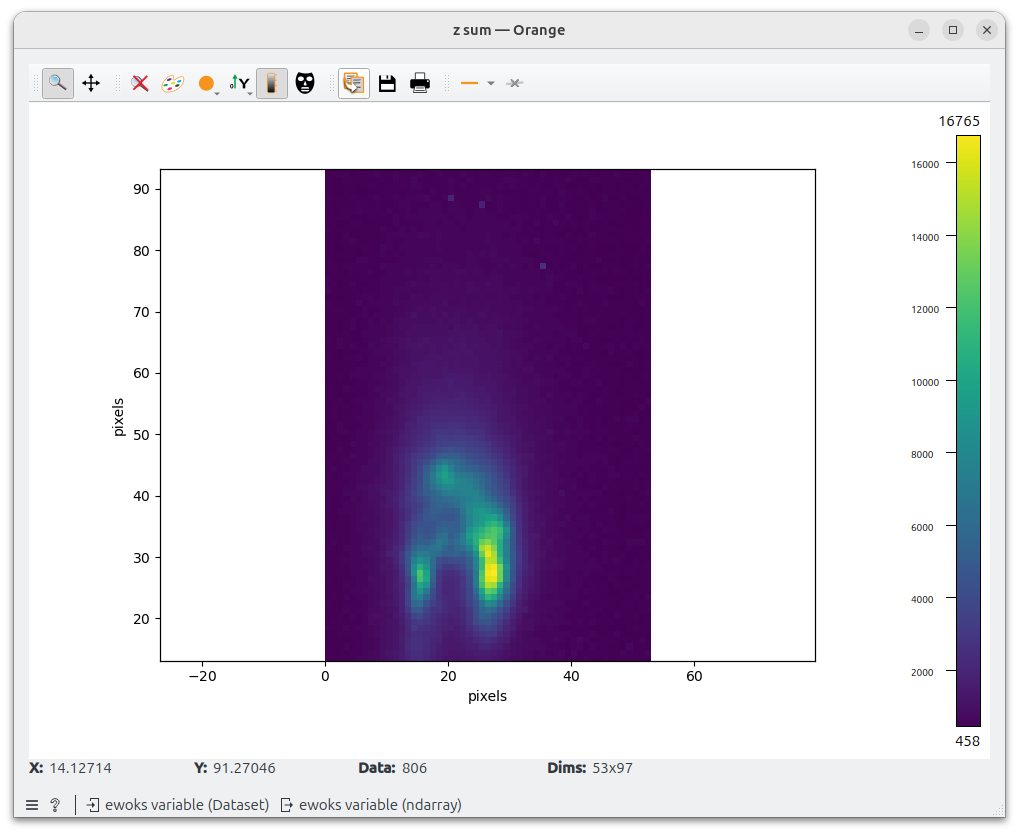 z sum — Orange
Y
16765
16000
14000
12000
10000
8000
6000
4000
2000
458
90
80
70
60
50
40
30
20
pixels
−20 0 20 40 60
pixels
X: 14.12714 Y: 91.27046 Data: 806 Dims: 53x97
? ewoks variable (Dataset) ewoks variable (ndarray)